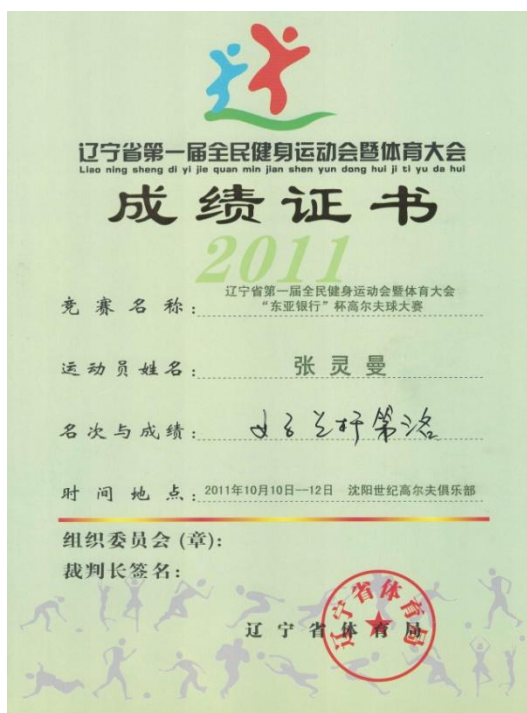 辽宁省第一届全民健身运动会暨体育大会
Liao ning sheng di yi jie quan min jian shen yun dong hui ji ti yu da hui
成绩证书
2011
竞赛名称：辽宁省第一届全民健身运动会暨体育大会
“东亚银行”杯高尔夫球大赛
运动员姓名：张灵曼
名次与成绩：女子总杆第名
时间地点：2011年10月10日—12日 沈阳世纪高尔夫俱乐部
组织委员会(章)：
裁判长签名：
辽宁省体育局
辽宁省体育局